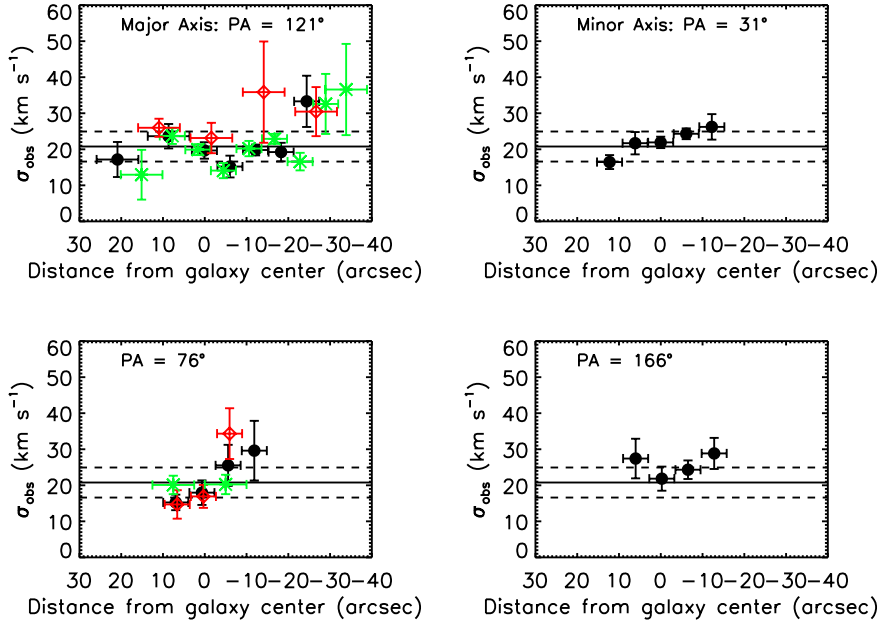 Major Axis: PA = 121°
60
50
40
30
20
10
0
σobs (km s⁻¹)
30 20 10 0 -10 -20 -30 -40
Distance from galaxy center (arcsec)
Minor Axis: PA = 31°
60
50
40
30
20
10
0
σobs (km s⁻¹)
30 20 10 0 -10 -20 -30 -40
Distance from galaxy center (arcsec)
PA = 76°
60
50
40
30
20
10
0
σobs (km s⁻¹)
30 20 10 0 -10 -20 -30 -40
Distance from galaxy center (arcsec)
PA = 166°
60
50
40
30
20
10
0
σobs (km s⁻¹)
30 20 10 0 -10 -20 -30 -40
Distance from galaxy center (arcsec)